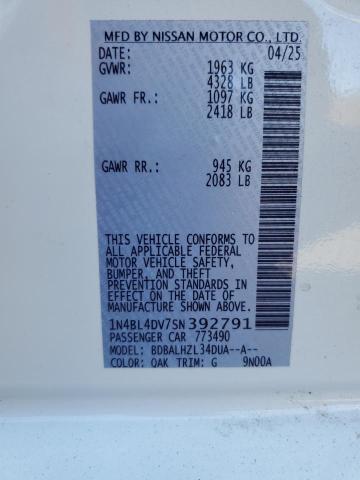 MFD BY NISSAN MOTOR CO., LTD.
DATE: 04/25
GVWR: 1963 KG
4328 LB
GAWR FR.: 1097 KG
2418 LB
GAWR RR.: 945 KG
2083 LB
THIS VEHICLE CONFORMS TO
ALL APPLICABLE FEDERAL
MOTOR VEHICLE SAFETY,
BUMPER, AND THEFT
PREVENTION STANDARDS IN
EFFECT ON THE DATE OF
MANUFACTURE SHOWN ABOVE.
1N4BL4DV7SN392791
PASSENGER CAR 773490
MODEL: BDBALHZL34DUA--A--
COLOR: QAK TRIM: G 9N00A